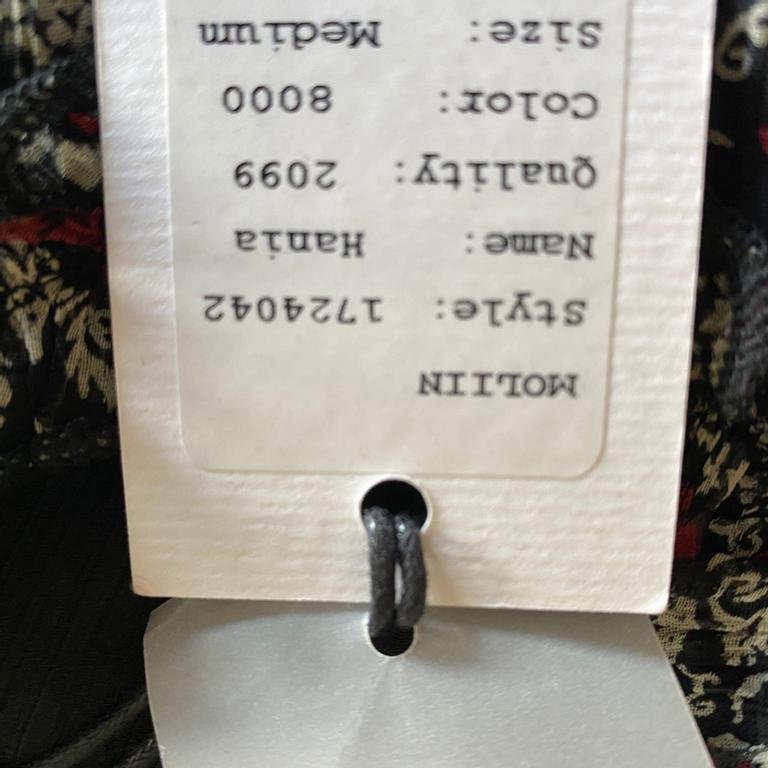 MOLIIN
Style: 1724042
Name: Hania
Quality: 2099
Color: 8000
Size: Medium